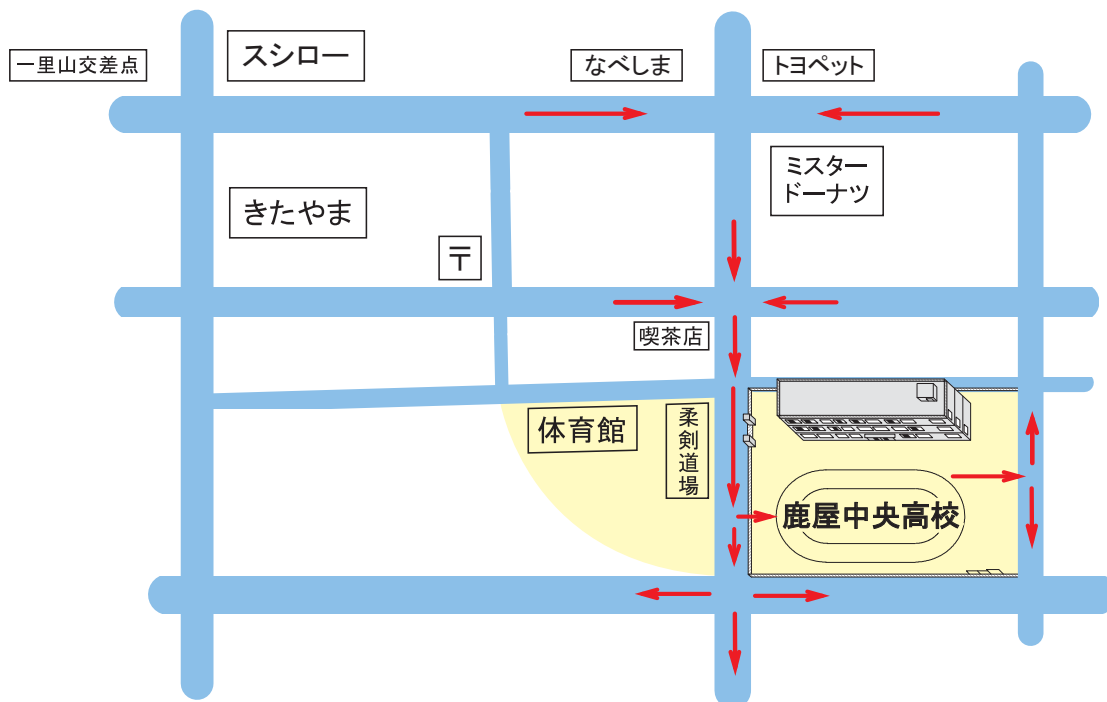 一里山交差点
スシロー
なべしま
トヨペット
ミスター
ドーナツ
きたやま
〒
喫茶店
体育館
柔剣道場
鹿屋中央高校